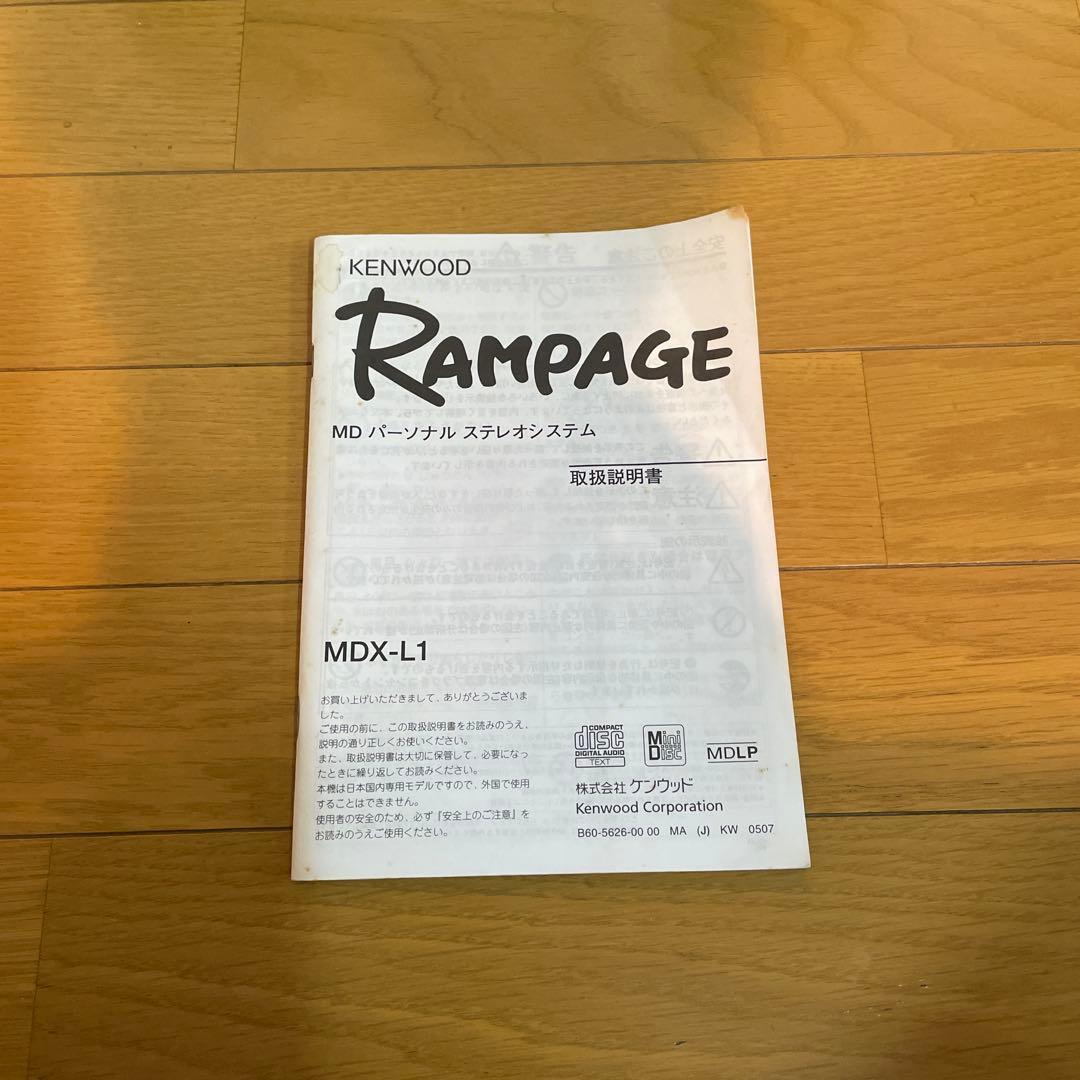 KENWOOD
RAMPAGE
MD パーソナル ステレオシステム
取扱説明書
MDX-L1
お買い上げいただきまして、ありがとうございま
した。
ご使用の前に、この取扱説明書をお読みのうえ、
説明の通り正しくお使いください。
また、取扱説明書は大切に保管して、必要になっ
たときに繰り返してお読みください。
本機は日本国内専用モデルですので、外国で使用
することはできません。
使用者の安全のため、必ず「安全上のご注意」を
お読みのうえご使用ください。
COMPACT
disc
DIGITAL AUDIO
TEXT
Mini
Disc
MDLP
株式会社 ケンウッド
Kenwood Corporation
B60-5626-00 00 MA (J) KW 0507